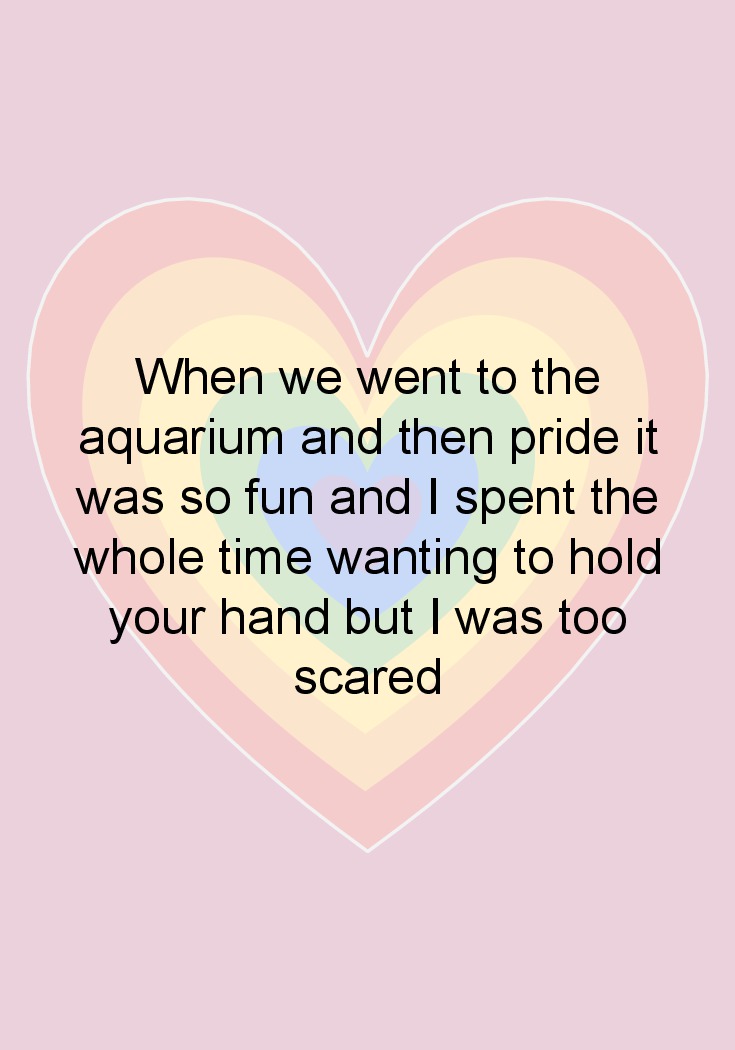 When we went to the
aquarium and then pride it
was so fun and I spent the
whole time wanting to hold
your hand but I was too
scared